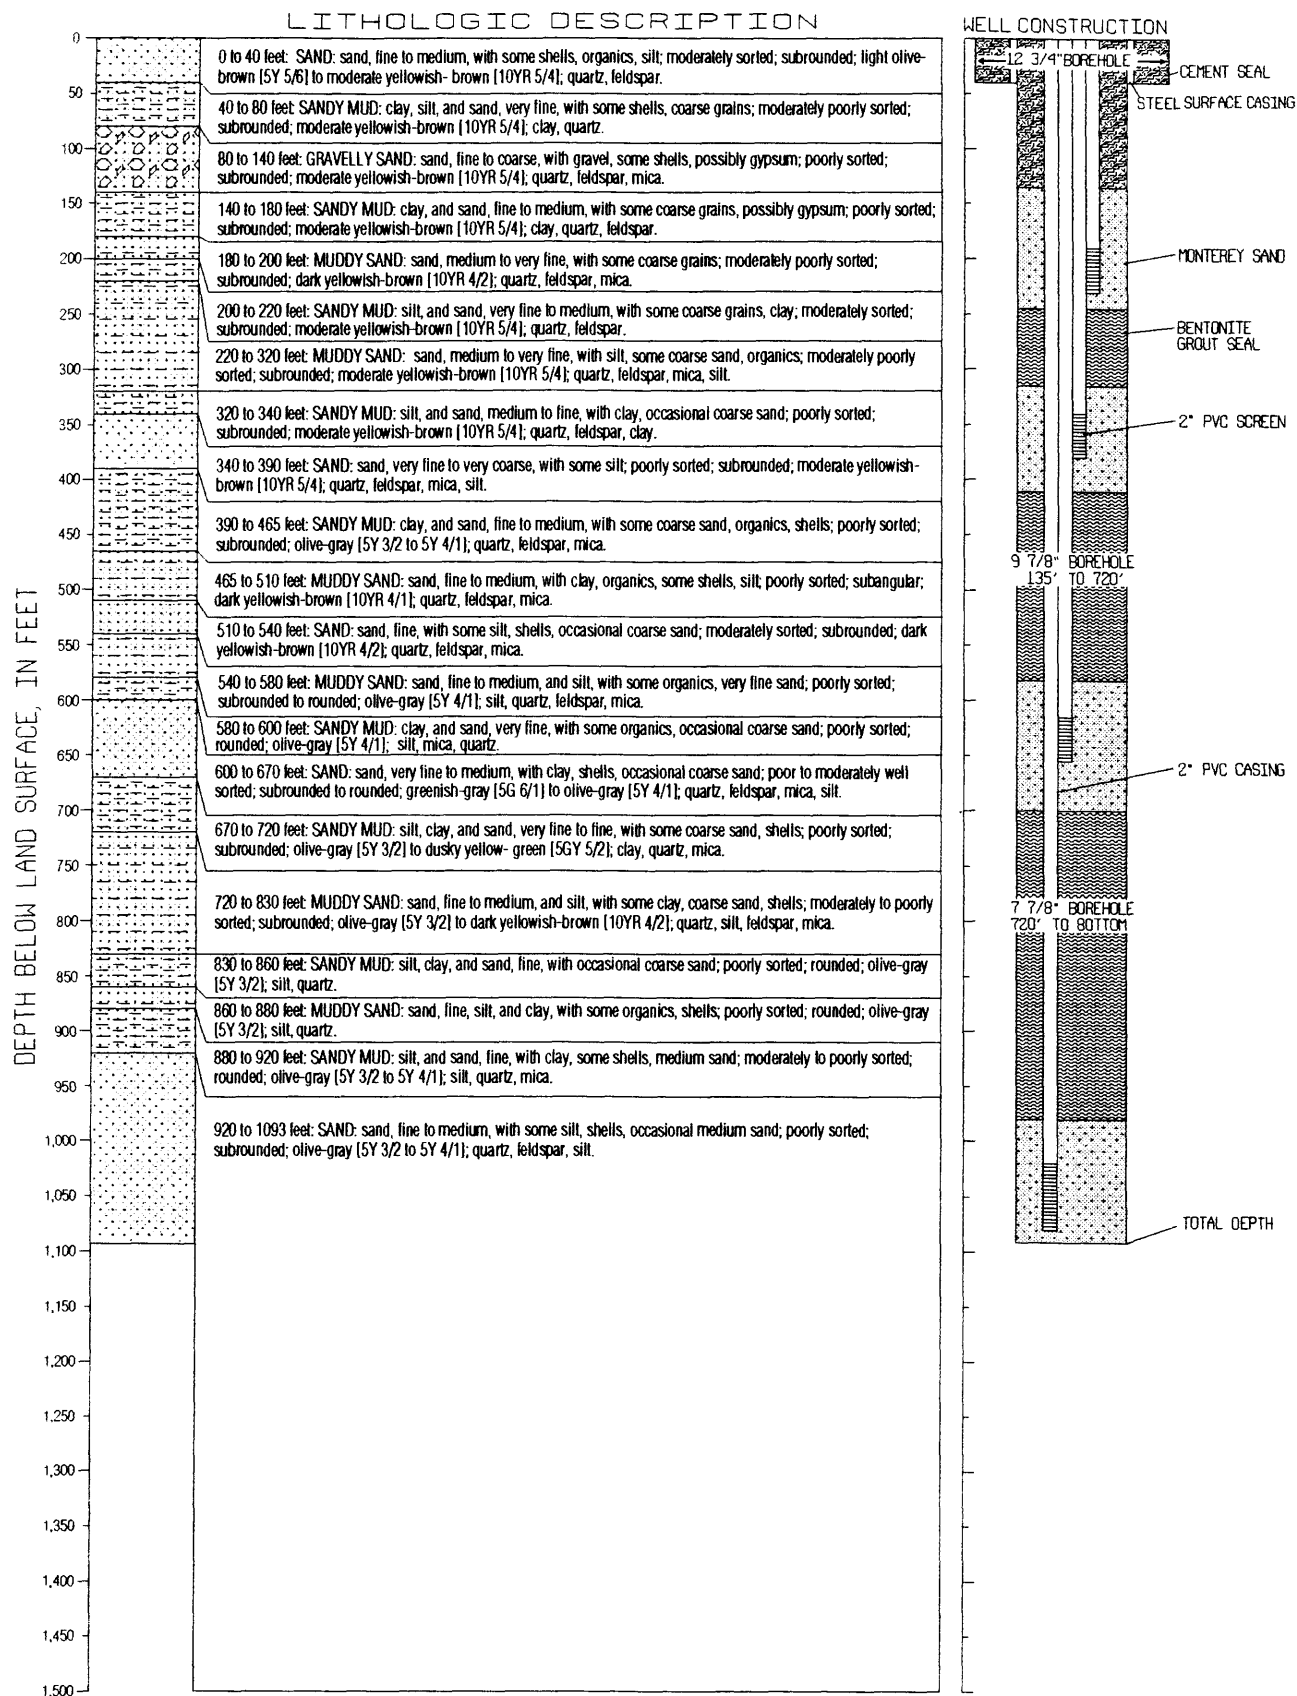 LITHOLOGIC DESCRIPTION
WELL CONSTRUCTION
DEPTH BELOW LAND SURFACE, IN FEET
0
50
100
150
200
250
300
350
400
450
500
550
600
650
700
750
800
850
900
950
1,000
1,050
1,100
1,150
1,200
1,250
1,300
1,350
1,400
1,450
1,500
0 to 40 feet: SAND: sand, fine to medium, with some shells, organics, silt; moderately sorted; subrounded; light olive-
brown [5Y 5/6] to moderate yellowish- brown [10YR 5/4]; quartz, feldspar.
40 to 80 feet: SANDY MUD: clay, silt, and sand, very fine, with some shells, coarse grains; moderately poorly sorted;
subrounded; moderate yellowish-brown [10YR 5/4]; clay, quartz.
80 to 140 feet: GRAVELLY SAND: sand, fine to coarse, with gravel, some shells, possibly gypsum; poorly sorted;
subrounded; moderate yellowish-brown [10YR 5/4]; quartz, feldspar, mica.
140 to 180 feet: SANDY MUD: clay, and sand, fine to medium, with some coarse grains, possibly gypsum; poorly sorted;
subrounded; moderate yellowish-brown [10YR 5/4]; clay, quartz, feldspar.
180 to 200 feet: MUDDY SAND: sand, medium to very fine, with some coarse grains; moderately poorly sorted;
subrounded; dark yellowish-brown [10YR 4/2]; quartz, feldspar, mica.
200 to 220 feet: SANDY MUD: silt, and sand, very fine to medium, with some coarse grains, clay; moderately sorted;
subrounded; moderate yellowish-brown [10YR 5/4]; quartz, feldspar.
220 to 320 feet: MUDDY SAND: sand, medium to very fine, with silt, some coarse sand, organics; moderately poorly
sorted; subrounded; moderate yellowish-brown [10YR 5/4]; quartz, feldspar, mica, silt.
320 to 340 feet: SANDY MUD: silt, and sand, medium to fine, with clay, occasional coarse sand; poorly sorted;
subrounded; moderate yellowish-brown [10YR 5/4]; quartz, feldspar, clay.
340 to 390 feet: SAND: sand, very fine to very coarse, with some silt; poorly sorted; subrounded; moderate yellowish-
brown [10YR 5/4]; quartz, feldspar, mica, silt.
390 to 465 feet: SANDY MUD: clay, and sand, fine to medium, with some coarse sand, organics, shells; poorly sorted;
subrounded; olive-gray [5Y 3/2 to 5Y 4/1]; quartz, feldspar, mica.
465 to 510 feet: MUDDY SAND: sand, fine to medium, with clay, organics, some shells, silt; poorly sorted; subangular;
dark yellowish-brown [10YR 4/1]; quartz, feldspar, mica.
510 to 540 feet: SAND: sand, fine, with some silt, shells, occasional coarse sand; moderately sorted; subrounded; dark
yellowish-brown [10YR 4/2]; quartz, feldspar, mica.
540 to 580 feet: MUDDY SAND: sand, fine to medium, and silt, with some organics, very fine sand; poorly sorted;
subrounded to rounded; olive-gray [5Y 4/1]; silt, quartz, feldspar, mica.
580 to 600 feet: SANDY MUD: clay, and sand, very fine, with some organics, occasional coarse sand; poorly sorted;
rounded; olive-gray [5Y 4/1]; silt, mica, quartz.
600 to 670 feet: SAND: sand, very fine to medium, with clay, shells, occasional coarse sand; poor to moderately well
sorted; subrounded to rounded; greenish-gray [5G 6/1] to olive-gray [5Y 4/1]; quartz, feldspar, mica, silt.
670 to 720 feet: SANDY MUD: silt, clay, and sand, very fine to fine, with some coarse sand, shells; poorly sorted;
subrounded; olive-gray [5Y 3/2] to dusky yellow- green [5GY 5/2]; clay, quartz, mica.
720 to 830 feet: MUDDY SAND: sand, fine to medium, and silt, with some clay, coarse sand, shells; moderately to poorly
sorted; subrounded; olive-gray [5Y 3/2] to dark yellowish-brown [10YR 4/2]; quartz, silt, feldspar, mica.
830 to 860 feet: SANDY MUD: silt, clay, and sand, fine, with occasional coarse sand; poorly sorted; rounded; olive-gray
[5Y 3/2]; silt, quartz.
860 to 880 feet: MUDDY SAND: sand, fine, silt, and clay, with some organics, shells; poorly sorted; rounded; olive-gray
[5Y 3/2]; silt, quartz.
880 to 920 feet: SANDY MUD: silt, and sand, fine, with clay, some shells, medium sand; moderately to poorly sorted;
rounded; olive-gray [5Y 3/2 to 5Y 4/1]; silt, quartz, mica.
920 to 1093 feet: SAND: sand, fine to medium, with some silt, shells, occasional medium sand; poorly sorted;
subrounded; olive-gray [5Y 3/2 to 5Y 4/1]; quartz, feldspar, silt.
12 3/4" BOREHOLE
CEMENT SEAL
STEEL SURFACE CASING
MONTEREY SAND
BENTONITE
GROUT SEAL
2" PVC SCREEN
9 7/8" BOREHOLE
135' TO 720'
2" PVC CASING
7 7/8" BOREHOLE
720' TO BOTTOM
TOTAL DEPTH